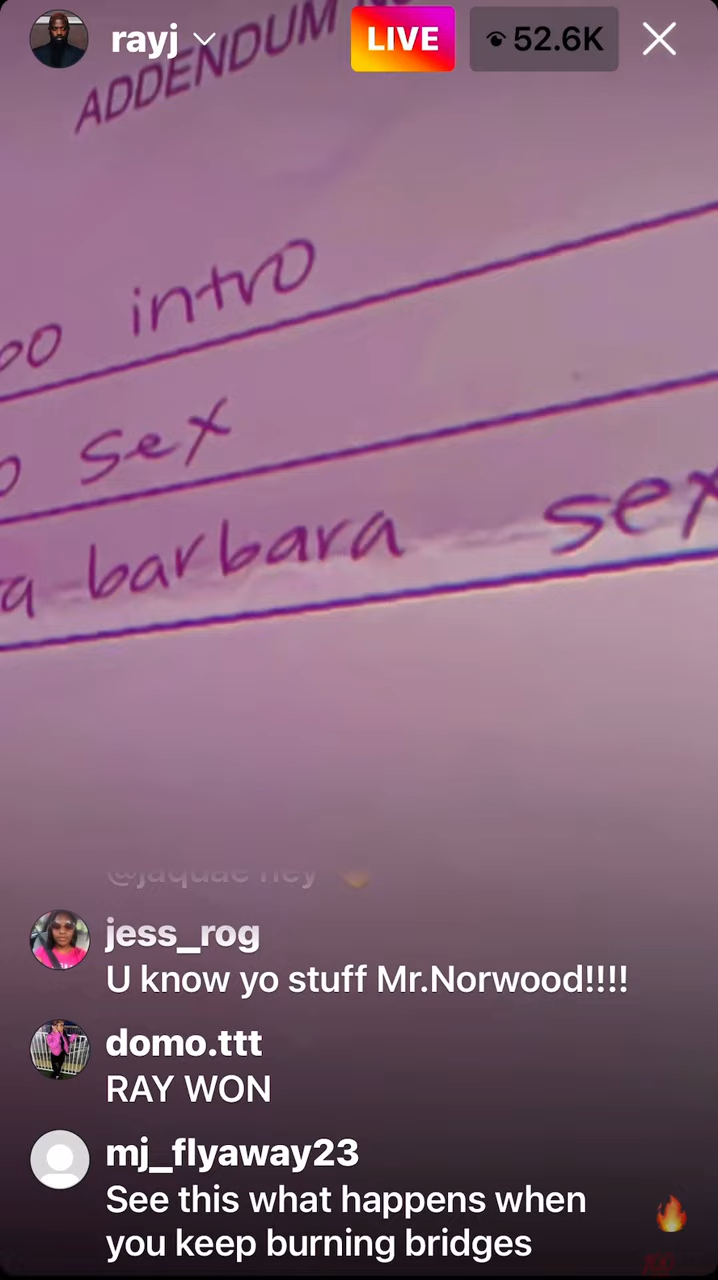 rayj
LIVE
52.6K
ADDENDUM
intro
sex
barbara sex
jess_rog
U know yo stuff Mr.Norwood!!!!
domo.ttt
RAY WON
mj_flyaway23
See this what happens when
you keep burning bridges